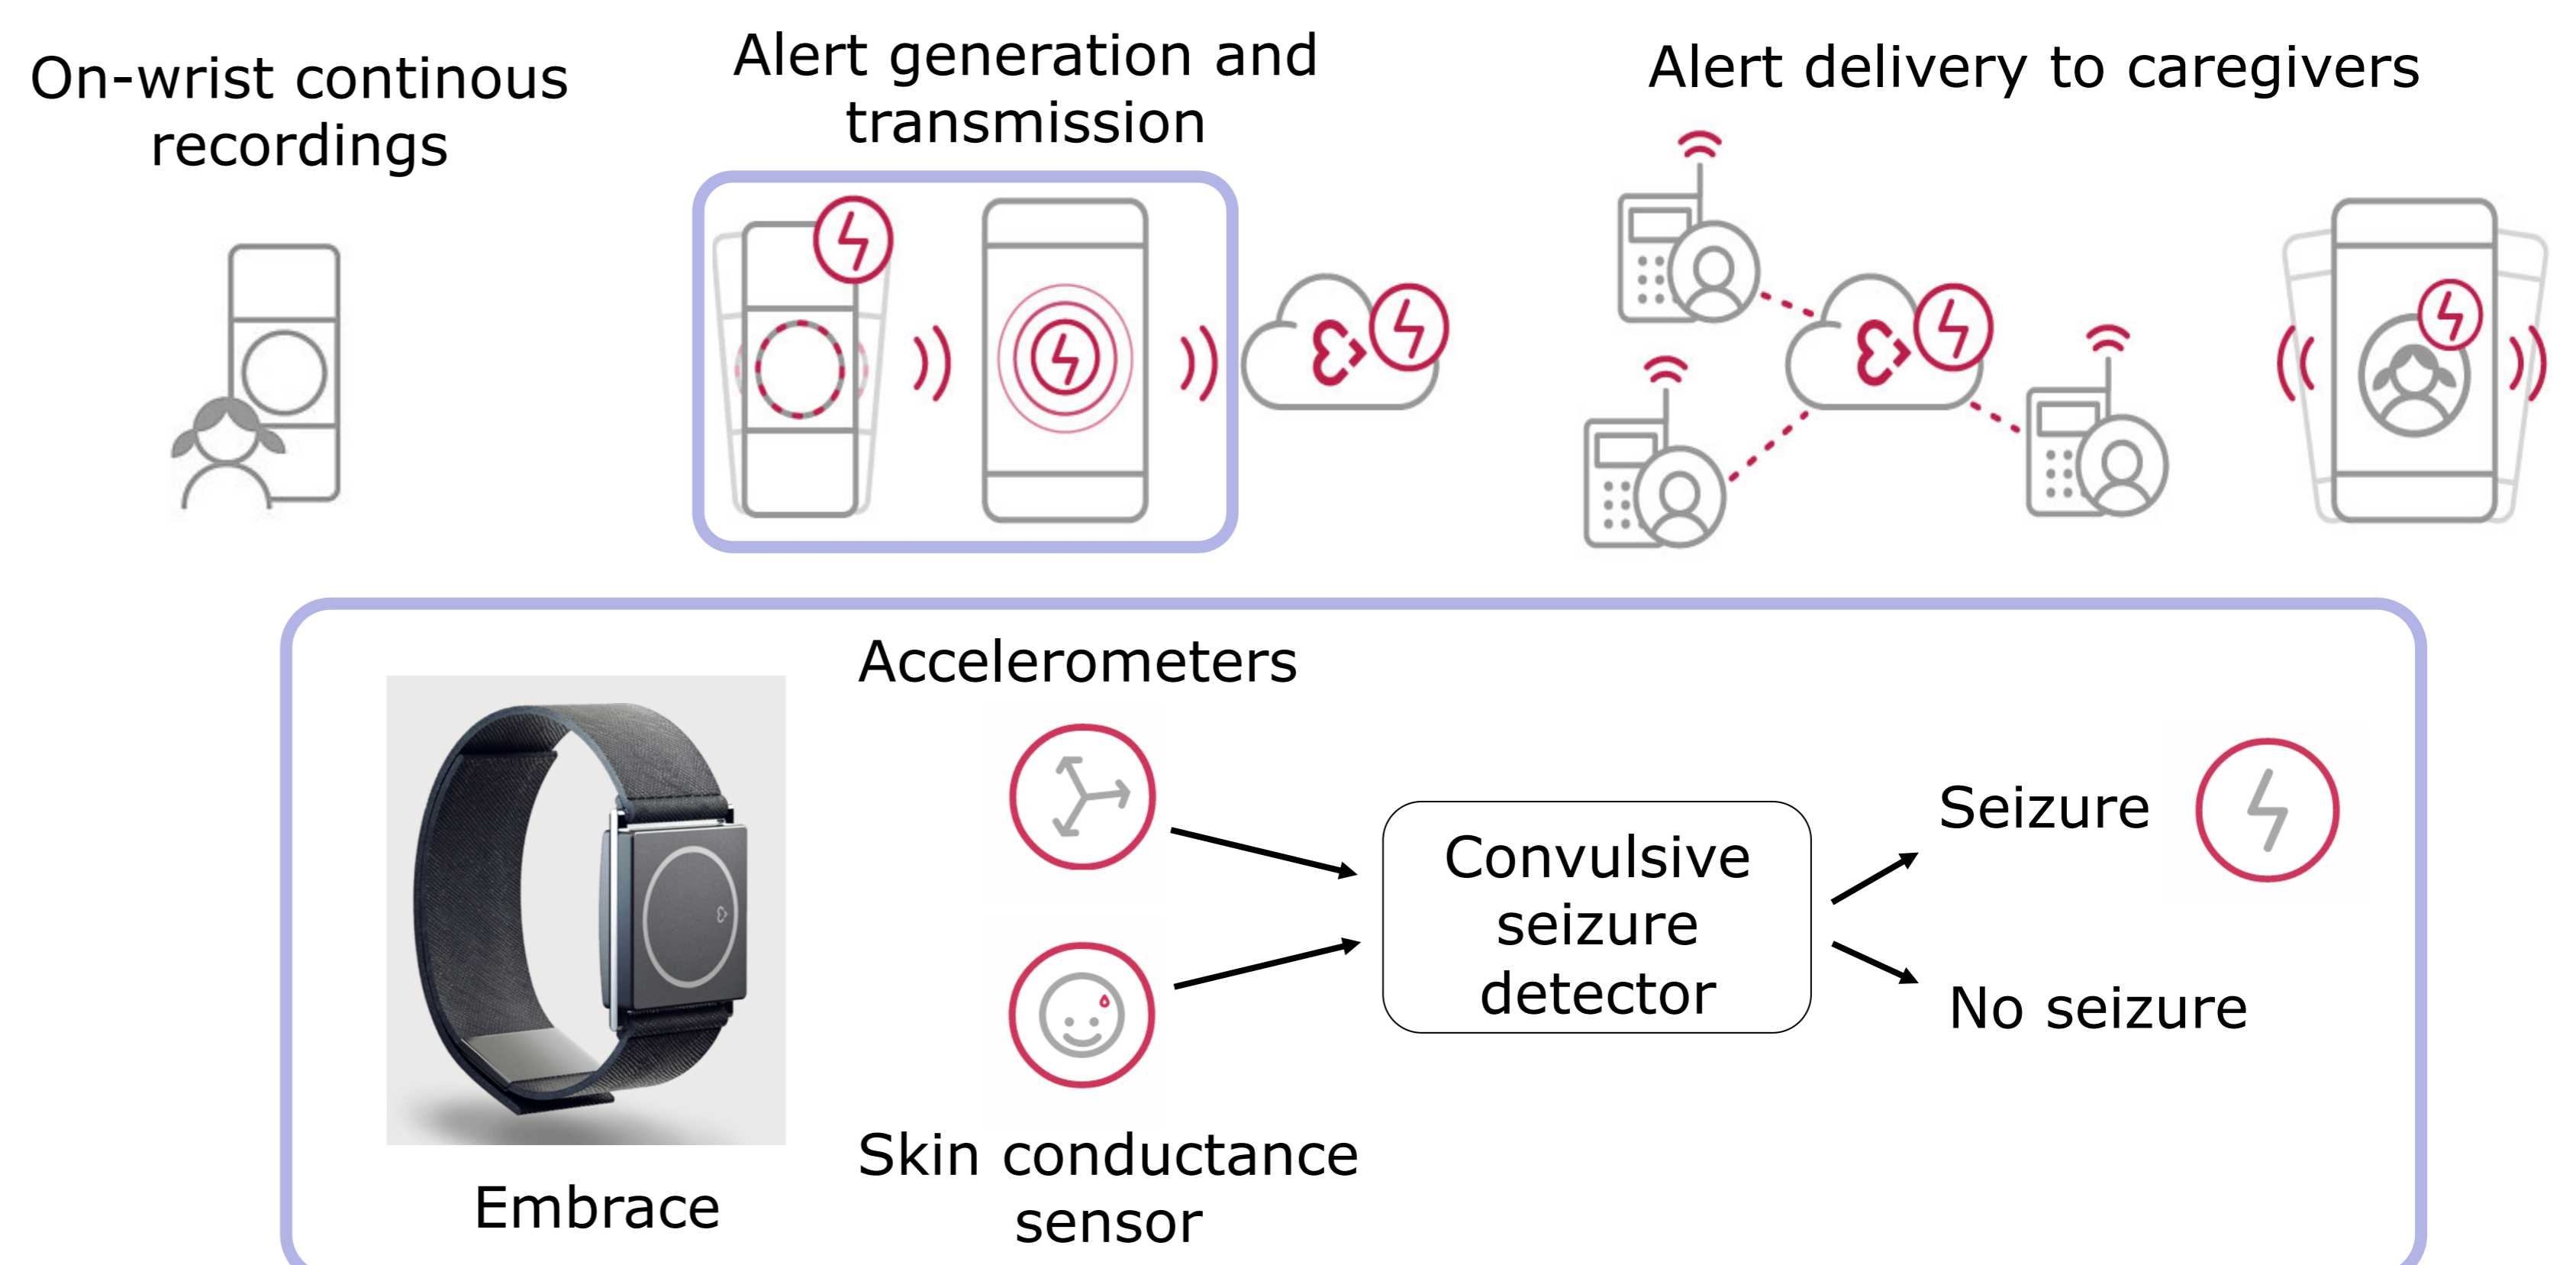 On-wrist continous
recordings
Alert generation and
transmission
Alert delivery to caregivers
Accelerometers
Embrace
Skin conductance
sensor
Convulsive
seizure
detector
Seizure
No seizure